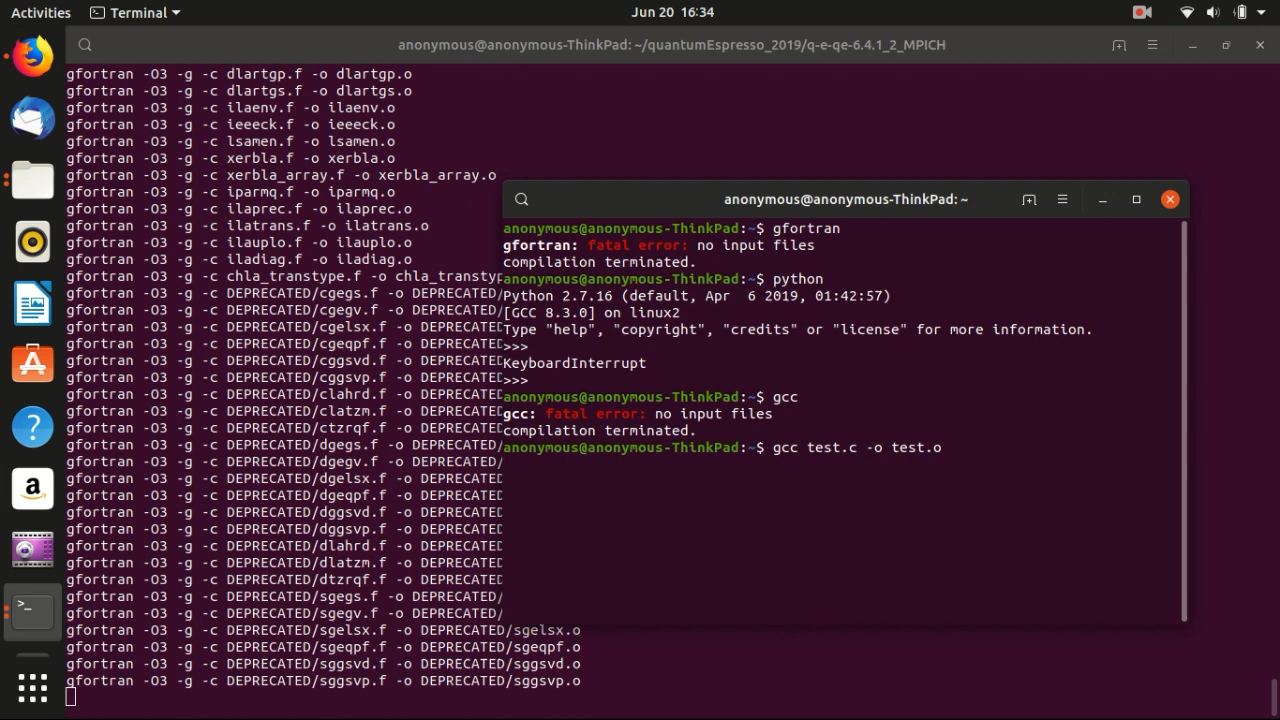 Activities
Terminal
Jun 20 16:34
anonymous@anonymous-ThinkPad: ~/quantumEspresso_2019/q-e-qe-6.4.1_2_MPICH
gfortran -O3 -g -c dlartgp.f -o dlartgp.o
gfortran -O3 -g -c dlartgs.f -o dlartgs.o
gfortran -O3 -g -c ilaenv.f -o ilaenv.o
gfortran -O3 -g -c ieeeck.f -o ieeeck.o
gfortran -O3 -g -c lsamen.f -o lsamen.o
gfortran -O3 -g -c xerbla.f -o xerbla.o
gfortran -O3 -g -c xerbla_array.f -o xerbla_array.o
gfortran -O3 -g -c iparmq.f -o iparmq.o
gfortran -O3 -g -c ilaprec.f -o ilaprec.o
gfortran -O3 -g -c ilatrans.f -o ilatrans.o
gfortran -O3 -g -c ilauplo.f -o ilauplo.o
gfortran -O3 -g -c iladiag.f -o iladiag.o
gfortran -O3 -g -c chla_transtype.f -o chla_transtyp
gfortran -O3 -g -c DEPRECATED/cgegs.f -o DEPRECATED/
gfortran -O3 -g -c DEPRECATED/cgegv.f -o DEPRECATED/
gfortran -O3 -g -c DEPRECATED/cgelsx.f -o DEPRECATED
gfortran -O3 -g -c DEPRECATED/cgeqpf.f -o DEPRECATED
gfortran -O3 -g -c DEPRECATED/cggsvd.f -o DEPRECATED
gfortran -O3 -g -c DEPRECATED/cggsvp.f -o DEPRECATED
gfortran -O3 -g -c DEPRECATED/clahrd.f -o DEPRECATED
gfortran -O3 -g -c DEPRECATED/clatzm.f -o DEPRECATED
gfortran -O3 -g -c DEPRECATED/ctzrqf.f -o DEPRECATED
gfortran -O3 -g -c DEPRECATED/dgegs.f -o DEPRECATED/
gfortran -O3 -g -c DEPRECATED/dgegv.f -o DEPRECATED/
gfortran -O3 -g -c DEPRECATED/dgelsx.f -o DEPRECATED
gfortran -O3 -g -c DEPRECATED/dgeqpf.f -o DEPRECATED
gfortran -O3 -g -c DEPRECATED/dggsvd.f -o DEPRECATED
gfortran -O3 -g -c DEPRECATED/dggsvp.f -o DEPRECATED
gfortran -O3 -g -c DEPRECATED/dlahrd.f -o DEPRECATED
gfortran -O3 -g -c DEPRECATED/dlatzm.f -o DEPRECATED
gfortran -O3 -g -c DEPRECATED/dtzrqf.f -o DEPRECATED
gfortran -O3 -g -c DEPRECATED/sgegs.f -o DEPRECATED/
gfortran -O3 -g -c DEPRECATED/sgegv.f -o DEPRECATED/
gfortran -O3 -g -c DEPRECATED/sgelsx.f -o DEPRECATED/sgelsx.o
gfortran -O3 -g -c DEPRECATED/sgeqpf.f -o DEPRECATED/sgeqpf.o
gfortran -O3 -g -c DEPRECATED/sggsvd.f -o DEPRECATED/sggsvd.o
gfortran -O3 -g -c DEPRECATED/sggsvp.f -o DEPRECATED/sggsvp.o
anonymous@anonymous-ThinkPad: ~
anonymous@anonymous-ThinkPad:~$ gfortran
gfortran: fatal error: no input files
compilation terminated.
anonymous@anonymous-ThinkPad:~$ python
Python 2.7.16 (default, Apr  6 2019, 01:42:57)
[GCC 8.3.0] on linux2
Type "help", "copyright", "credits" or "license" for more information.
>>>
KeyboardInterrupt
>>>
anonymous@anonymous-ThinkPad:~$ gcc
gcc: fatal error: no input files
compilation terminated.
anonymous@anonymous-ThinkPad:~$ gcc test.c -o test.o